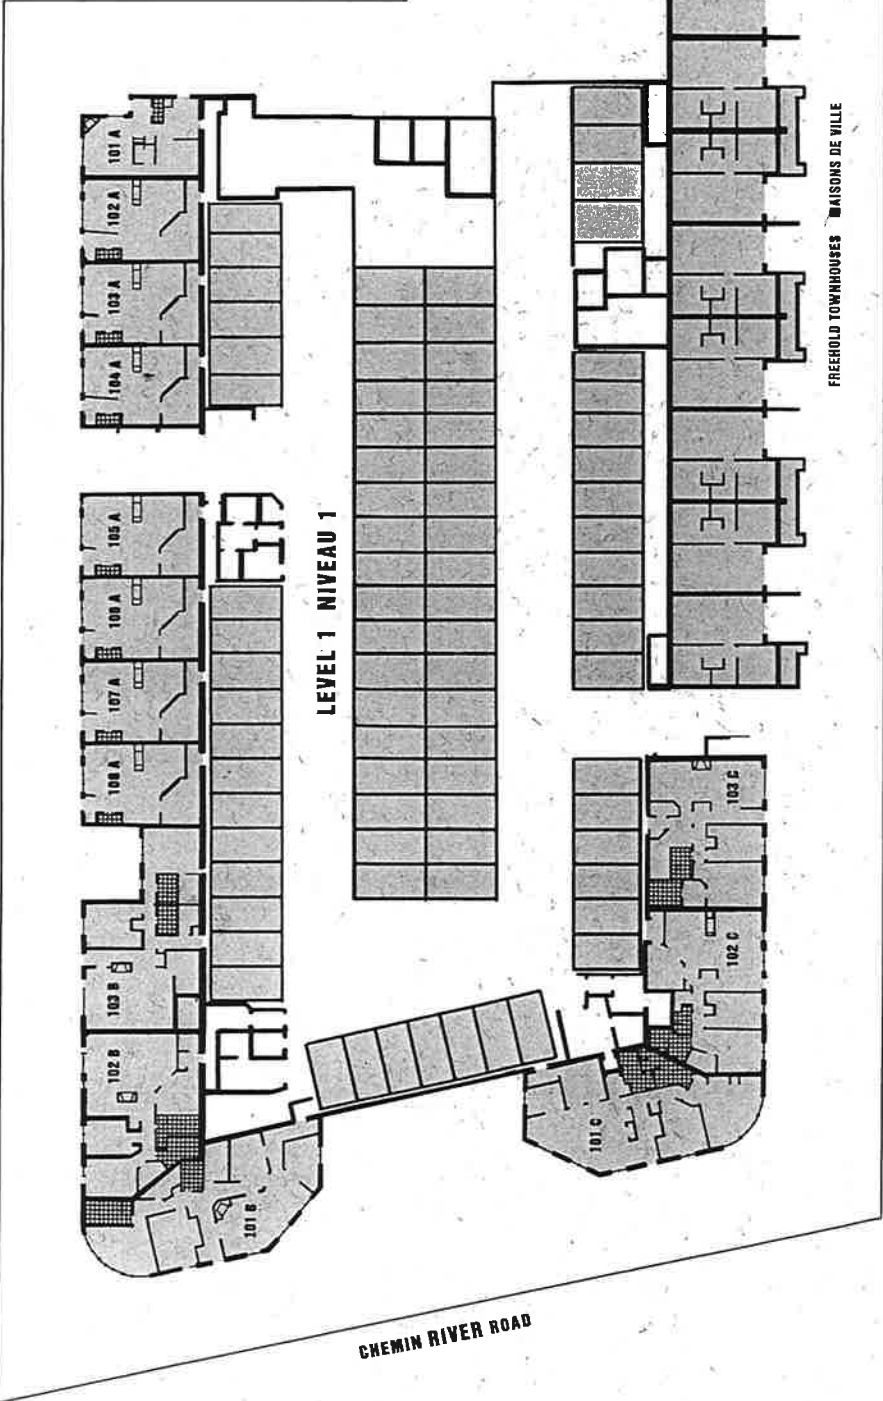 101 A
102 A
103 A
104 A
105 A
106 A
107 A
108 A
103 B
102 B
101 B
LEVEL 1 NIVEAU 1
FREEHOLD TOWNHOUSES MAISONS DE VILLE
103 C
102 C
101 C
CHEMIN RIVER ROAD